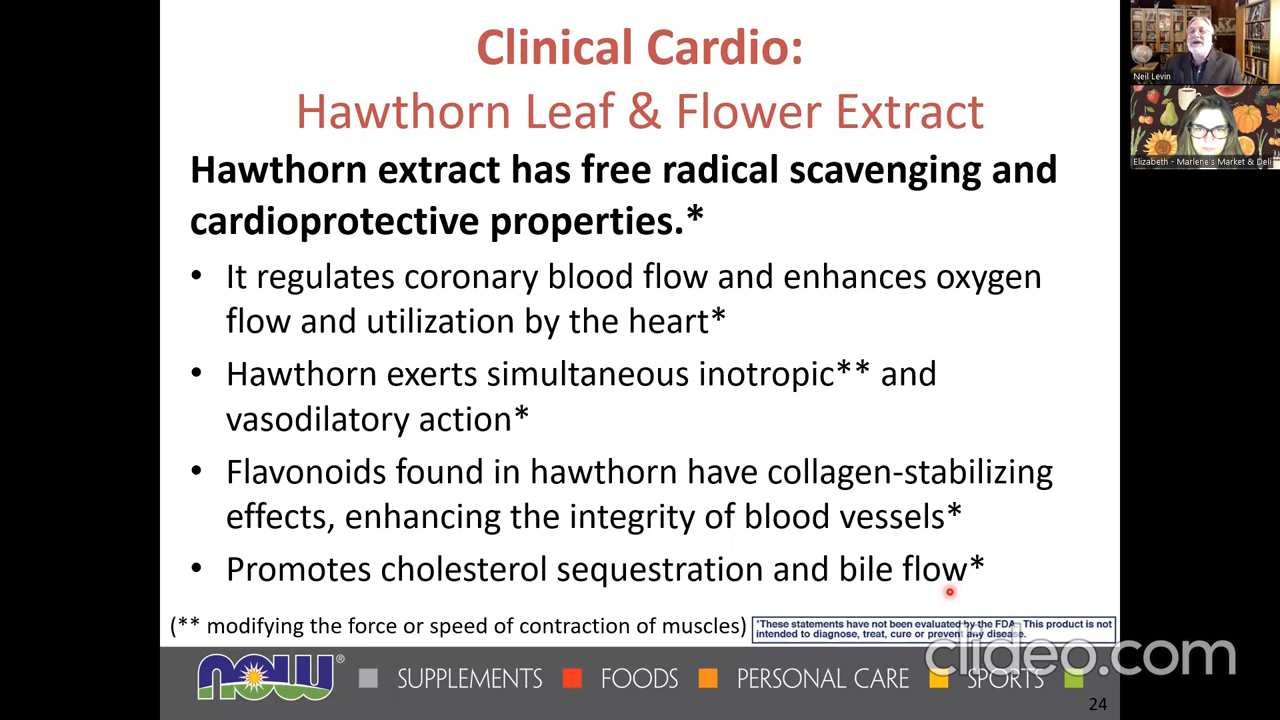 Clinical Cardio:
Hawthorn Leaf & Flower Extract
Hawthorn extract has free radical scavenging and
cardioprotective properties.*
• It regulates coronary blood flow and enhances oxygen
flow and utilization by the heart*
• Hawthorn exerts simultaneous inotropic** and
vasodilatory action*
• Flavonoids found in hawthorn have collagen-stabilizing
effects, enhancing the integrity of blood vessels*
• Promotes cholesterol sequestration and bile flow*
(** modifying the force or speed of contraction of muscles)
*These statements have not been evaluated by the FDA. This product is not
intended to diagnose, treat, cure or prevent any disease.
NOW® SUPPLEMENTS FOODS PERSONAL CARE SPORTS
24
clideo.com
Neil Levin
Elizabeth - Marlene's Market & Deli